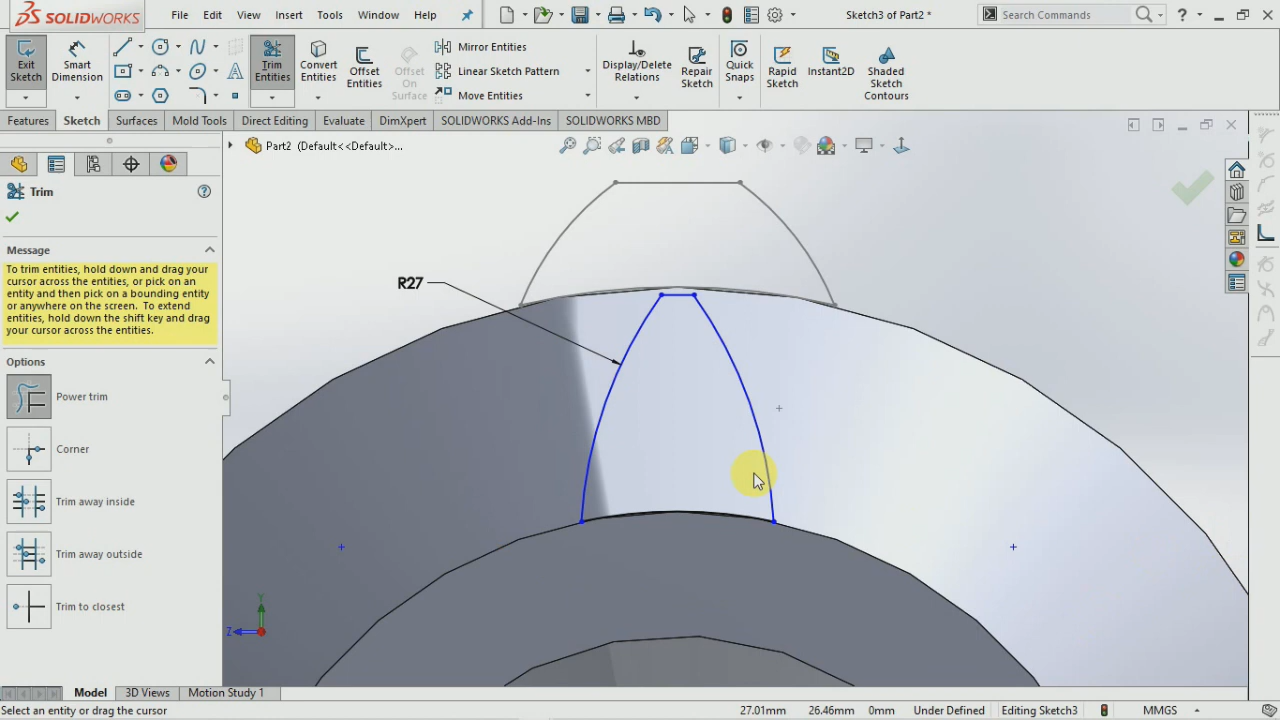 SOLIDWORKS File Edit View Insert Tools Window Help Sketch3 of Part2 * Search Commands ?
Exit Sketch
Smart Dimension
Trim Entities
Convert Entities
Offset Entities
Offset On Surface
Mirror Entities
Linear Sketch Pattern
Move Entities
Display/Delete Relations
Repair Sketch
Quick Snaps
Rapid Sketch
Instant2D
Shaded Sketch Contours
Features Sketch Surfaces Mold Tools Direct Editing Evaluate DimXpert SOLIDWORKS Add-Ins SOLIDWORKS MBD
Part2 (Default<<Default>...
Trim ?
Message
To trim entities, hold down and drag your
cursor across the entities, or pick on an
entity and then pick on a bounding entity
or anywhere on the screen. To extend
entities, hold down the shift key and drag
your cursor across the entities.
Options
Power trim
Corner
Trim away inside
Trim away outside
Trim to closest
R27
Y
Z
Model 3D Views Motion Study 1
Select an entity or drag the cursor 27.01mm 26.46mm 0mm Under Defined Editing Sketch3 MMGS